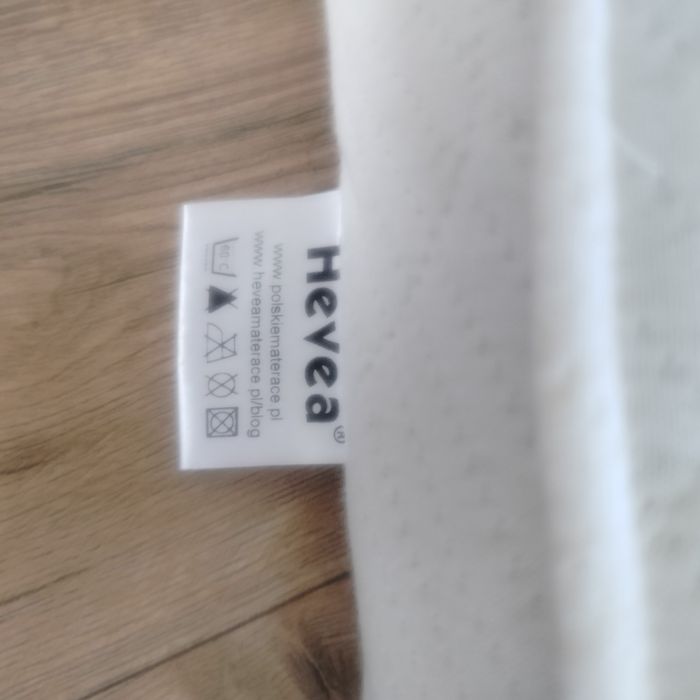 Hevea®
www.polskiematerace.pl
www.heveamaterace.pl/blog
60°C